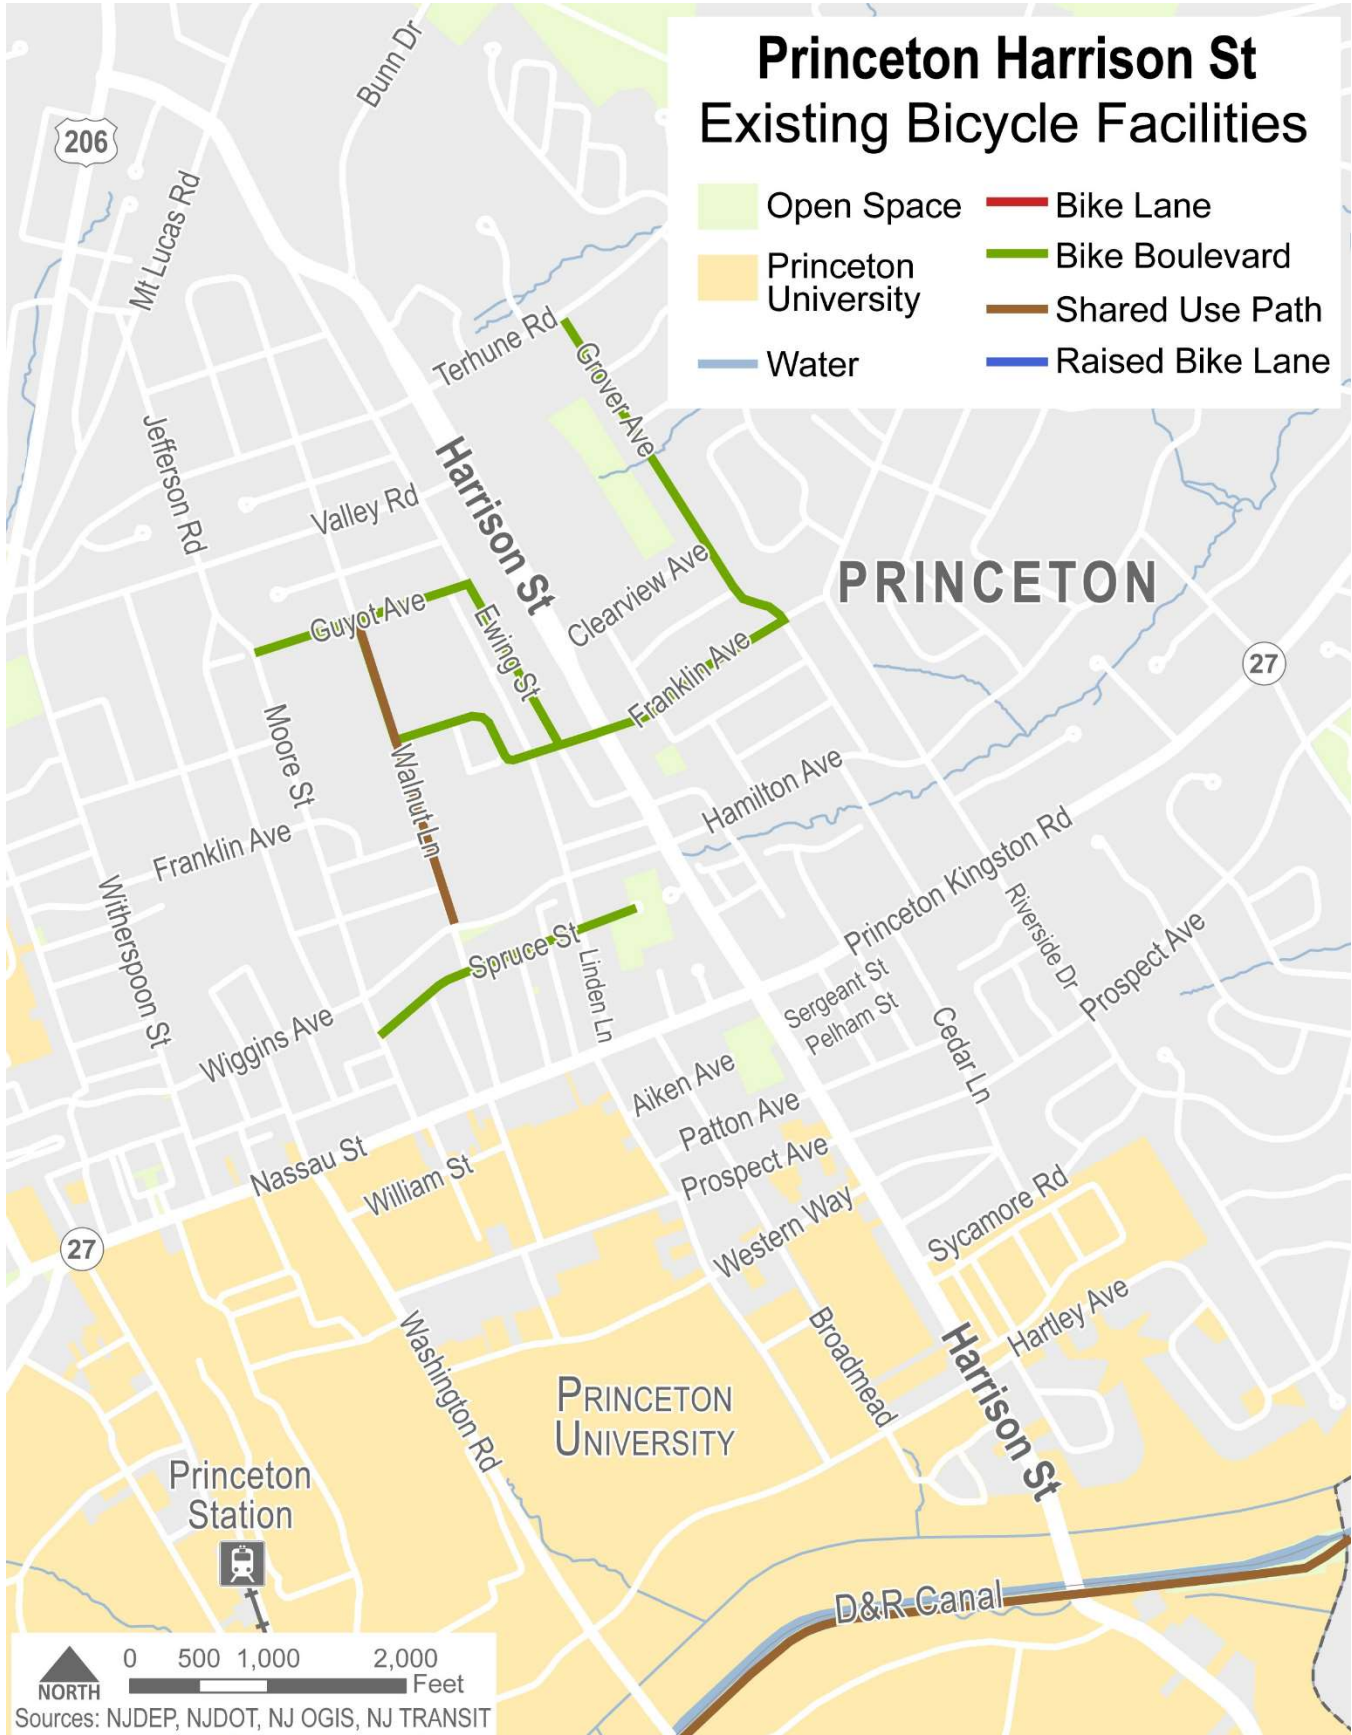 Princeton Harrison St
Existing Bicycle Facilities
Open Space
Princeton
University
Water
Bike Lane
Bike Boulevard
Shared Use Path
Raised Bike Lane
Bunn Dr
206
Mt Lucas Rd
Terhune Rd
Grover Ave
Jefferson Rd
Harrison St
Valley Rd
Clearview Ave
PRINCETON
Guyot Ave
Ewing St
Franklin Ave
27
Moore St
Walnut Ln
Hamilton Ave
Franklin Ave
Princeton Kingston Rd
Witherspoon St
Spruce St
Linden Ln
Riverside Dr
Prospect Ave
Sergeant St
Pelham St
Cedar Ln
Wiggins Ave
Aiken Ave
Patton Ave
Nassau St
William St
Prospect Ave
Western Way
Sycamore Rd
27
Hartley Ave
Washington Rd
Broadmead
Harrison St
PRINCETON
UNIVERSITY
Princeton
Station
D&R Canal
NORTH
0 500 1,000 2,000
Feet
Sources: NJDEP, NJDOT, NJ OGIS, NJ TRANSIT